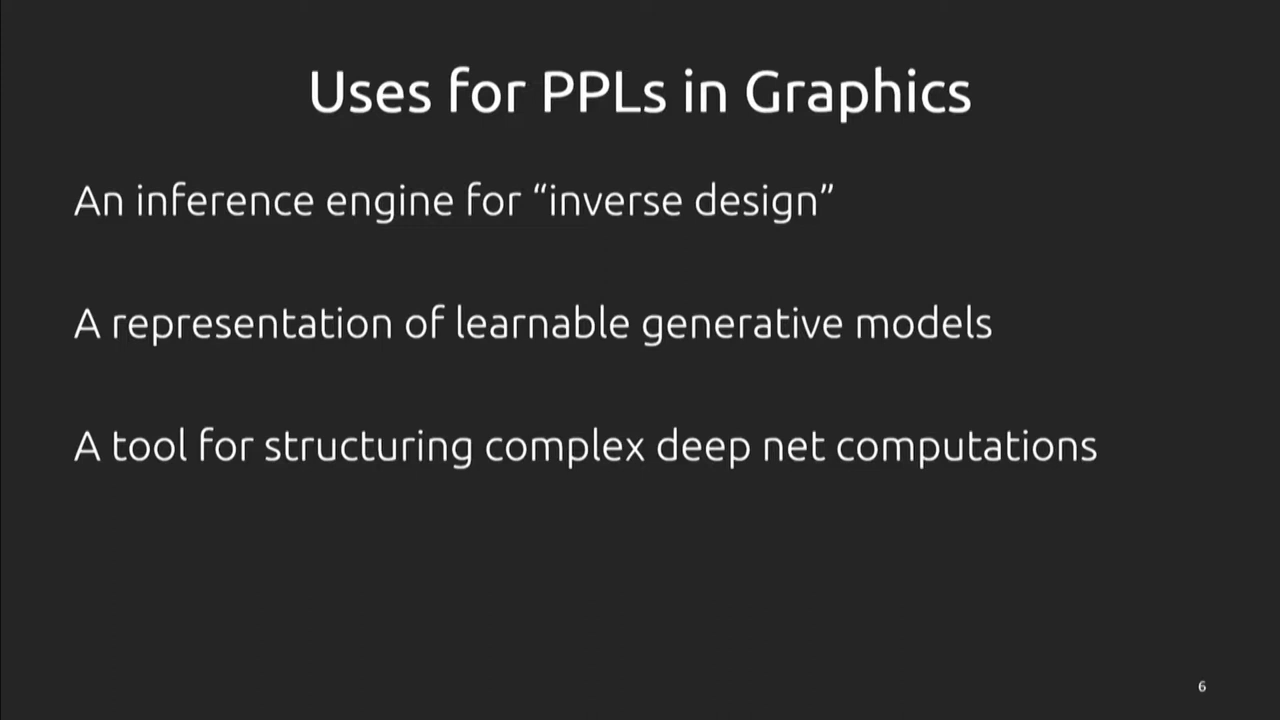 Uses for PPLs in Graphics
An inference engine for “inverse design”
A representation of learnable generative models
A tool for structuring complex deep net computations
6